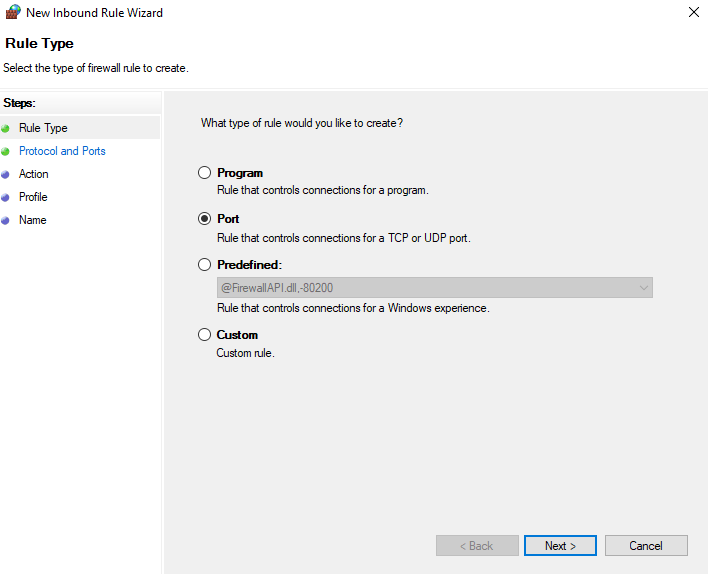 New Inbound Rule Wizard
Rule Type
Select the type of firewall rule to create.
Steps:
Rule Type
Protocol and Ports
Action
Profile
Name
What type of rule would you like to create?
Program
Rule that controls connections for a program.
Port
Rule that controls connections for a TCP or UDP port.
Predefined:
@FirewallAPI.dll,-80200
Rule that controls connections for a Windows experience.
Custom
Custom rule.
< Back
Next >
Cancel